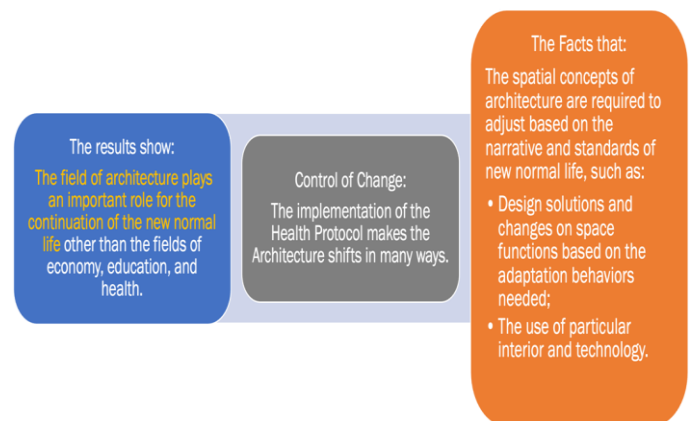 The results show:
The field of architecture plays
an important role for the
continuation of the new normal
life other than the fields of
economy, education, and
health.
Control of Change:
The implementation of the
Health Protocol makes the
Architecture shifts in many ways.
The Facts that:
The spatial concepts of
architecture are required to
adjust based on the
narrative and standards of
new normal life, such as:
• Design solutions and
changes on space
functions based on the
adaptation behaviors
needed;
• The use of particular
interior and technology.